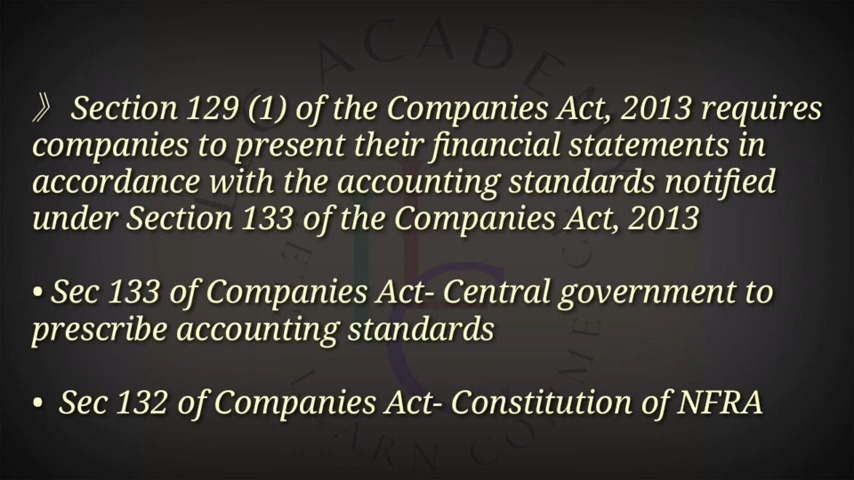 》 Section 129 (1) of the Companies Act, 2013 requires
companies to present their financial statements in
accordance with the accounting standards notified
under Section 133 of the Companies Act, 2013
• Sec 133 of Companies Act- Central government to
prescribe accounting standards
• Sec 132 of Companies Act- Constitution of NFRA